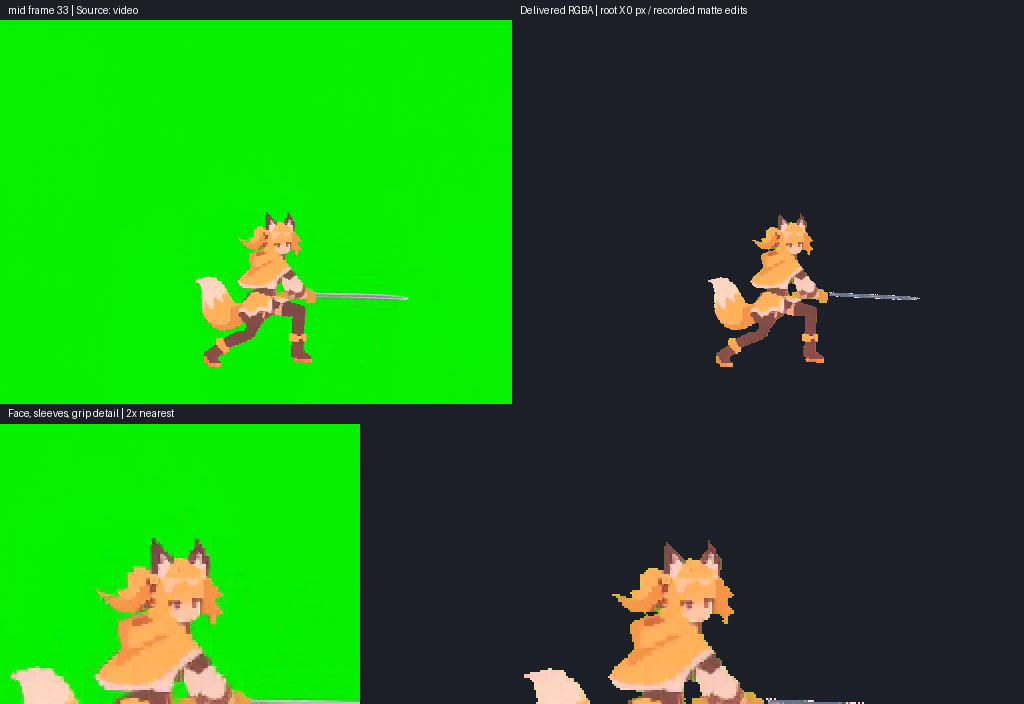 mid frame 33 | Source: video
Delivered RGBA | root X 0 px / recorded matte edits
Face, sleeves, grip detail | 2x nearest